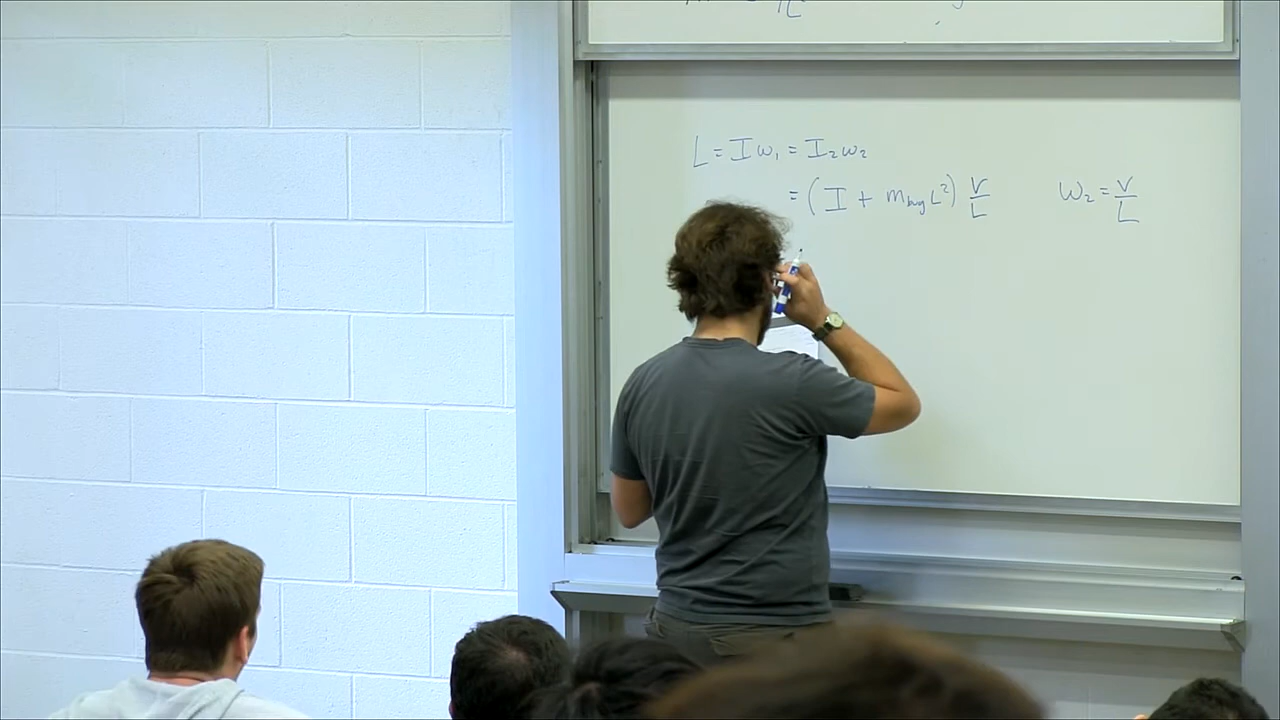 L = Iω₁ = I₂ω₂
= (I + m_bug L²) v/L
ω₂ = v/L